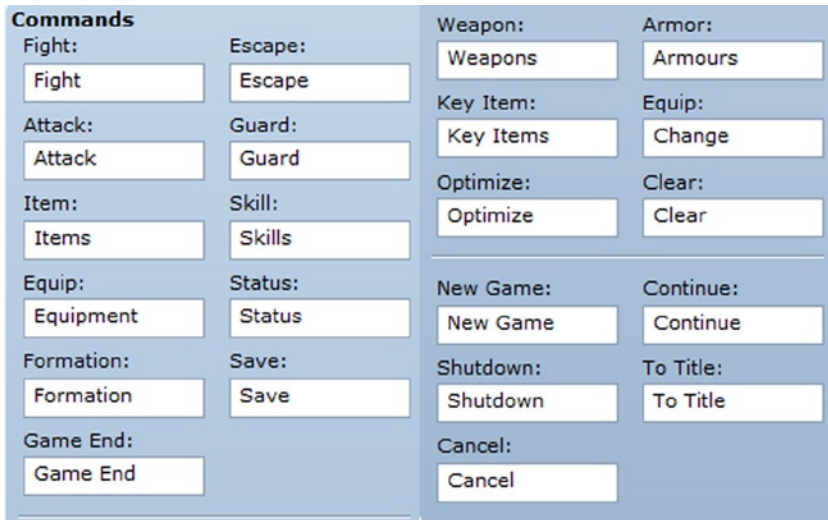 Commands
Fight: Escape:
Fight Escape
Attack: Guard:
Attack Guard
Item: Skill:
Items Skills
Equip: Status:
Equipment Status
Formation: Save:
Formation Save
Game End:
Game End
Weapon: Armor:
Weapons Armours
Key Item: Equip:
Key Items Change
Optimize: Clear:
Optimize Clear
New Game: Continue:
New Game Continue
Shutdown: To Title:
Shutdown To Title
Cancel:
Cancel